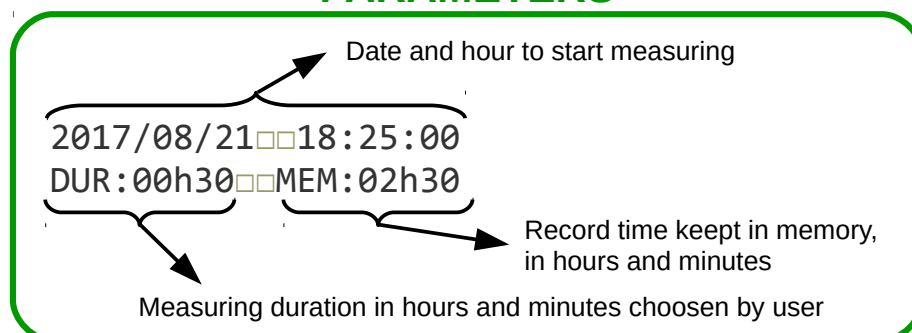 PARAMETERS
Date and hour to start measuring
2017/08/21□□18:25:00
DUR:00h30□□MEM:02h30
Record time keept in memory,
in hours and minutes
Measuring duration in hours and minutes choosen by user